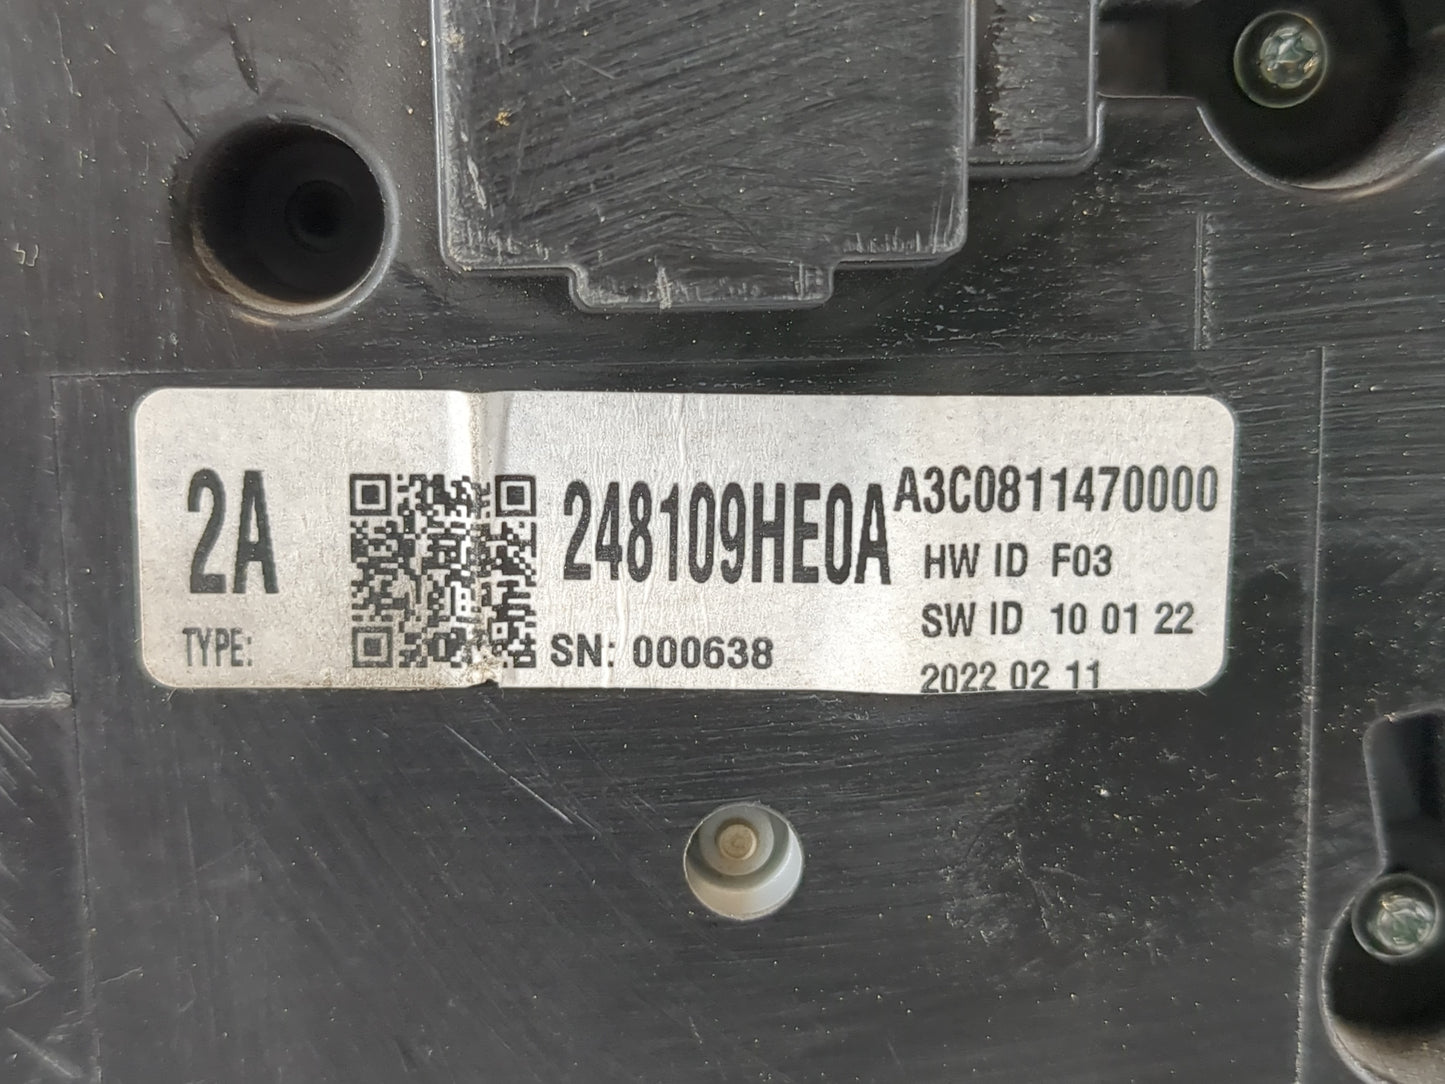 2A
TYPE:
248109HE0A
SN: 000638
A3C0811470000
HW ID F03
SW ID 10 01 22
2022 02 11